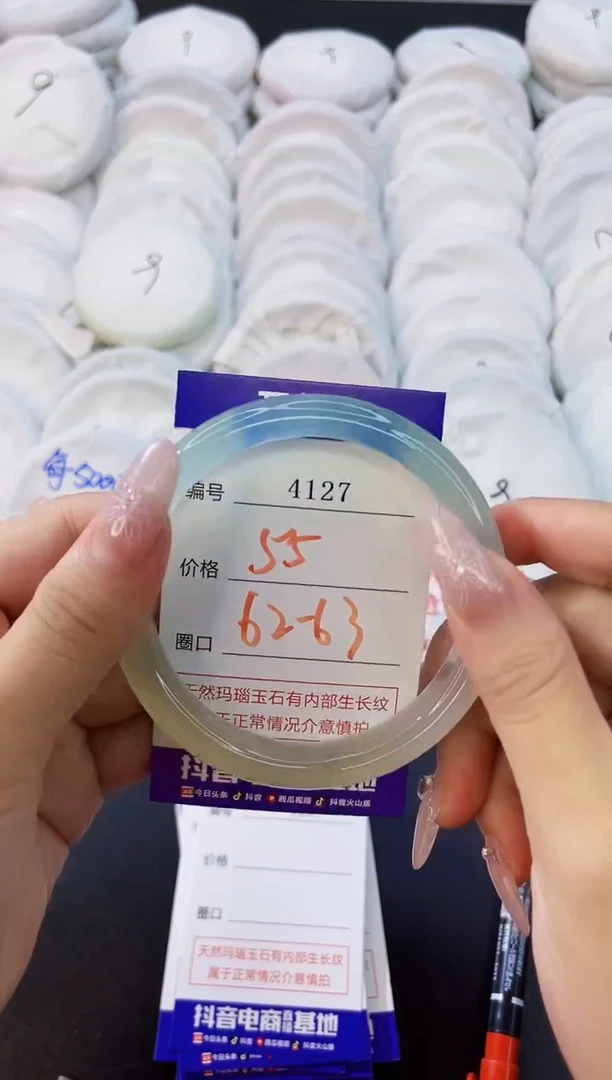 编号 4127
价格 55
圈口 62-63
天然玛瑙玉石有内部生长纹
正常情况介意慎拍
今日头条 抖音 西瓜视频 抖音火山版
价格
圈口
天然玛瑙玉石有内部生长纹
属于正常情况介意慎拍
抖音电商直播基地
今日头条 抖音 西瓜视频 抖音火山版